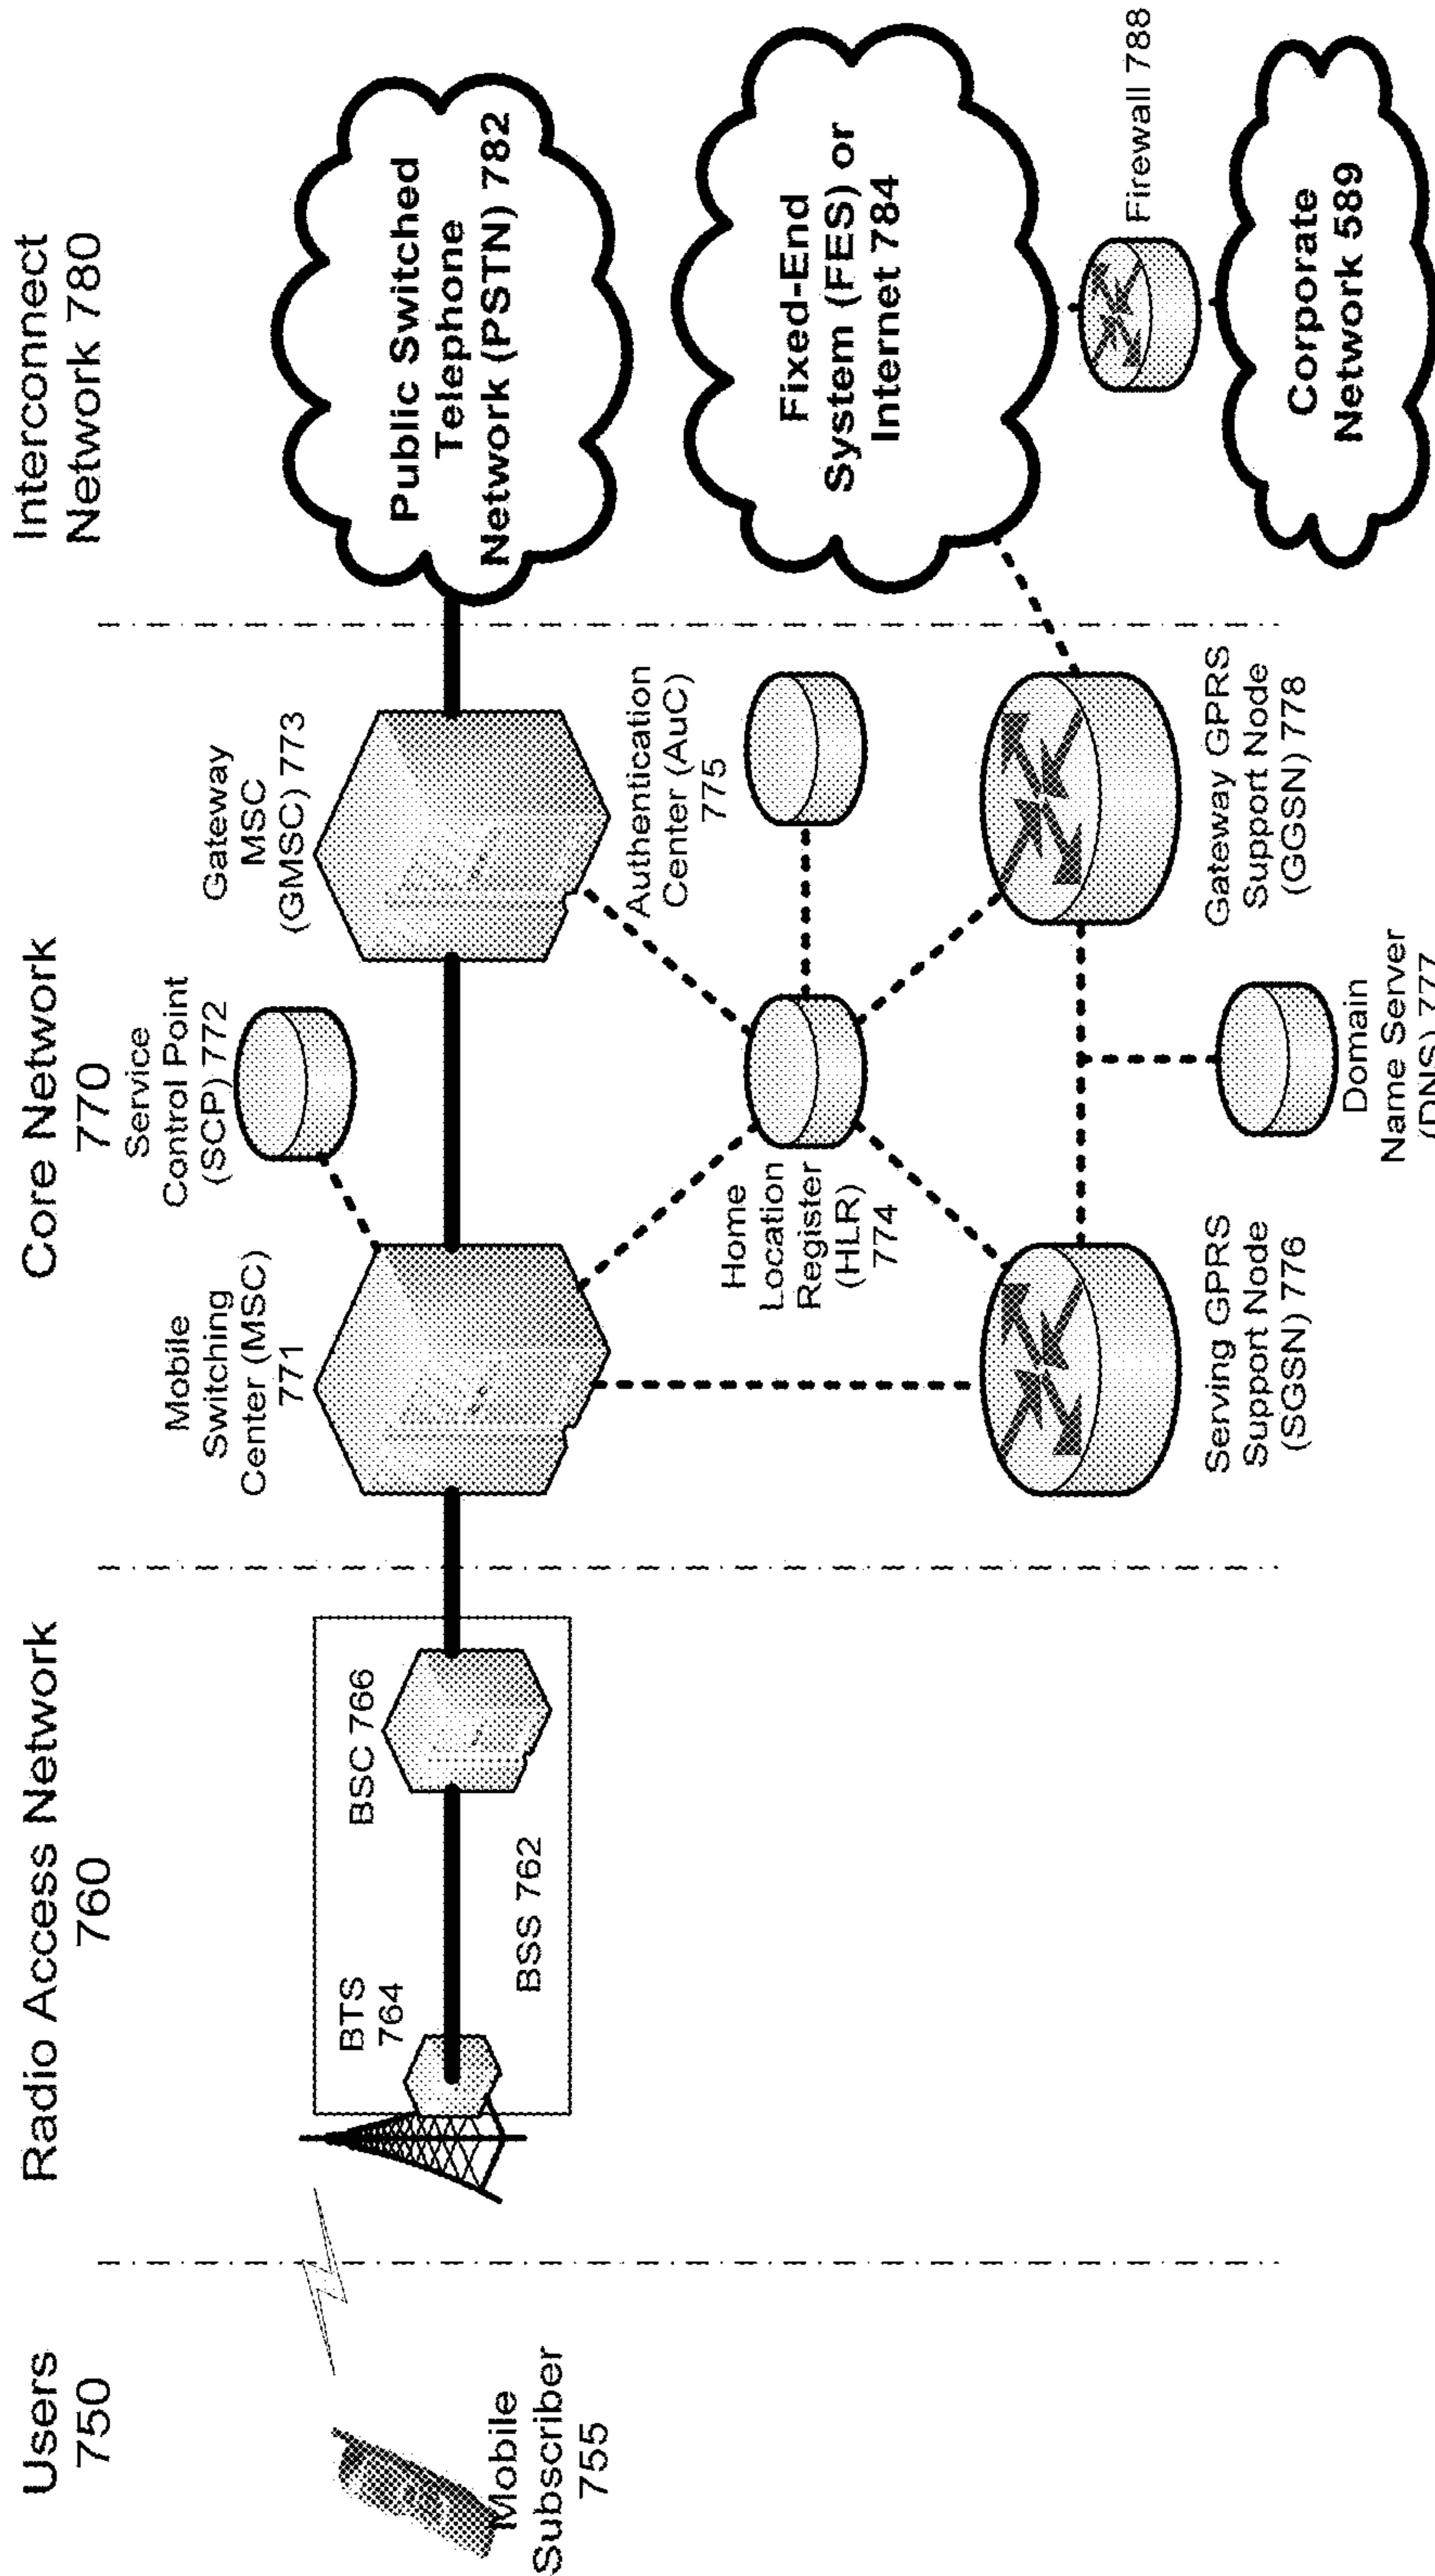 Users
750
Radio Access Network
760
Core Network
770
Interconnect
Network 780
Mobile
Subscriber
755
BTS
764
BSC 766
BSS 762
Mobile
Switching
Center (MSC)
771
Service
Control Point
(SCP) 772
Gateway
MSC
(GMSC) 773
Public Switched
Telephone
Network (PSTN) 782
Home
Location
Register
(HLR)
774
Authentication
Center (AuC)
775
Fixed-End
System (FES) or
Internet 784
Firewall 788
Serving GPRS
Support Node
(SGSN) 776
Gateway GPRS
Support Node
(GGSN) 778
Domain
Name Server
(DNS) 777
Corporate
Network 589